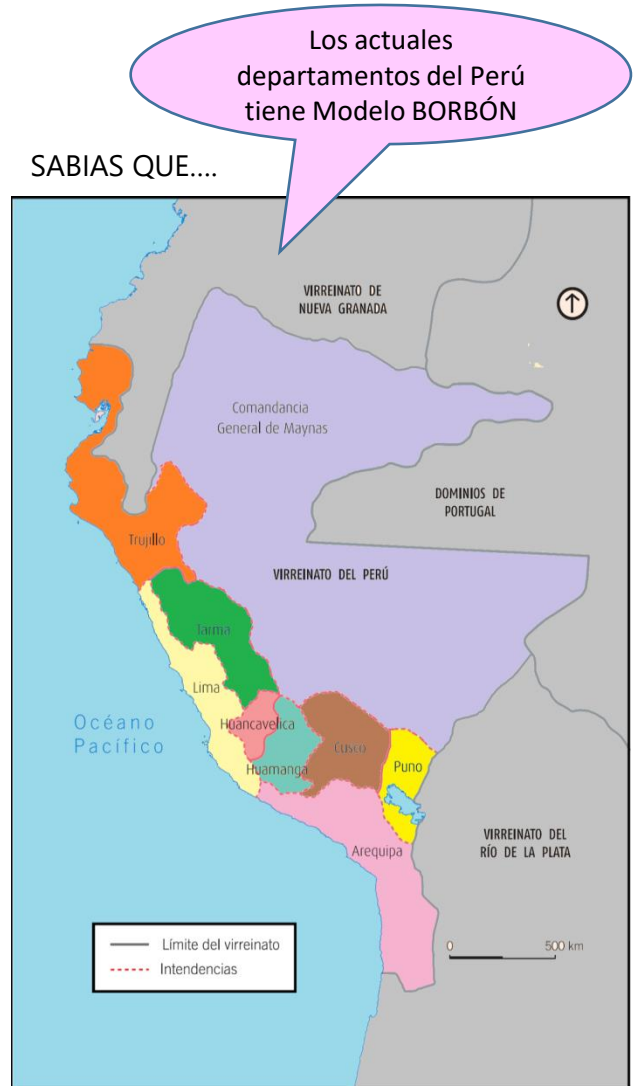 Los actuales
departamentos del Perú
tiene Modelo BORBÓN
SABIAS QUE....
VIRREINATO DE
NUEVA GRANADA
Comandancia
General de Maynas
DOMINIOS DE
PORTUGAL
Trujillo
VIRREINATO DEL PERÚ
Tarma
Lima
Océano
Pacífico
Huancavelica
Huamanga
Cusco
Puno
Arequipa
VIRREINATO DEL
RÍO DE LA PLATA
Límite del virreinato
Intendencias
0 500 km